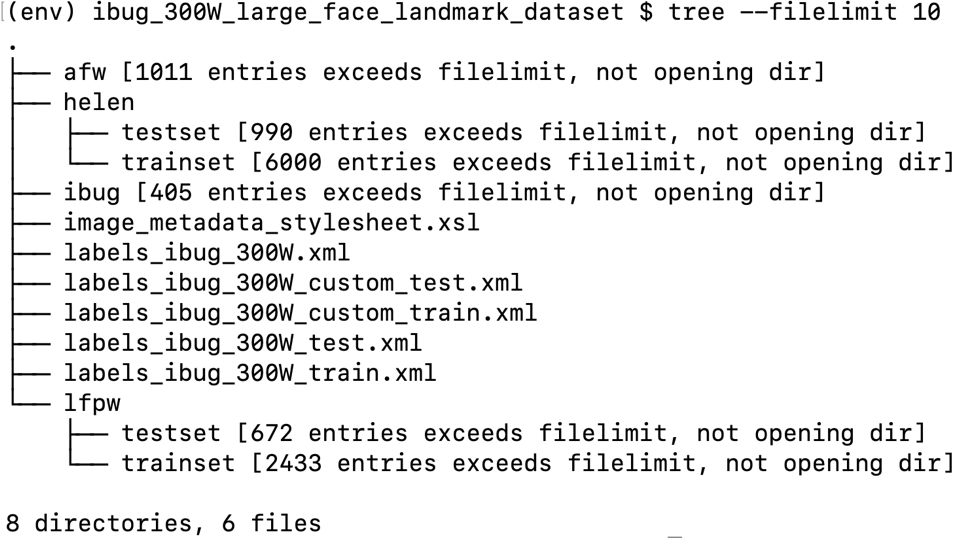 (env) ibug_300W_large_face_landmark_dataset $ tree --filelimit 10
.
├── afw [1011 entries exceeds filelimit, not opening dir]
├── helen
│   ├── testset [990 entries exceeds filelimit, not opening dir]
│   └── trainset [6000 entries exceeds filelimit, not opening dir]
├── ibug [405 entries exceeds filelimit, not opening dir]
├── image_metadata_stylesheet.xsl
├── labels_ibug_300W.xml
├── labels_ibug_300W_custom_test.xml
├── labels_ibug_300W_custom_train.xml
├── labels_ibug_300W_test.xml
├── labels_ibug_300W_train.xml
└── lfpw
    ├── testset [672 entries exceeds filelimit, not opening dir]
    └── trainset [2433 entries exceeds filelimit, not opening dir]
8 directories, 6 files